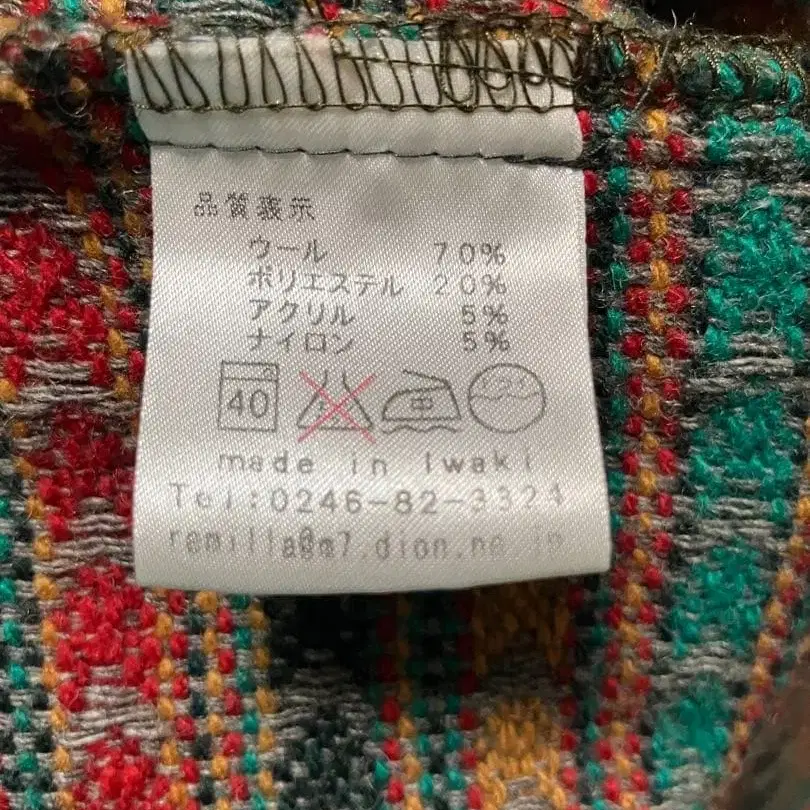 品質表示
ウール 70%
ポリエステル 20%
アクリル 5%
ナイロン 5%
40 中
made in Iwaki
Tel:0246-82-3324
remilla@m7.dion.ne.jp